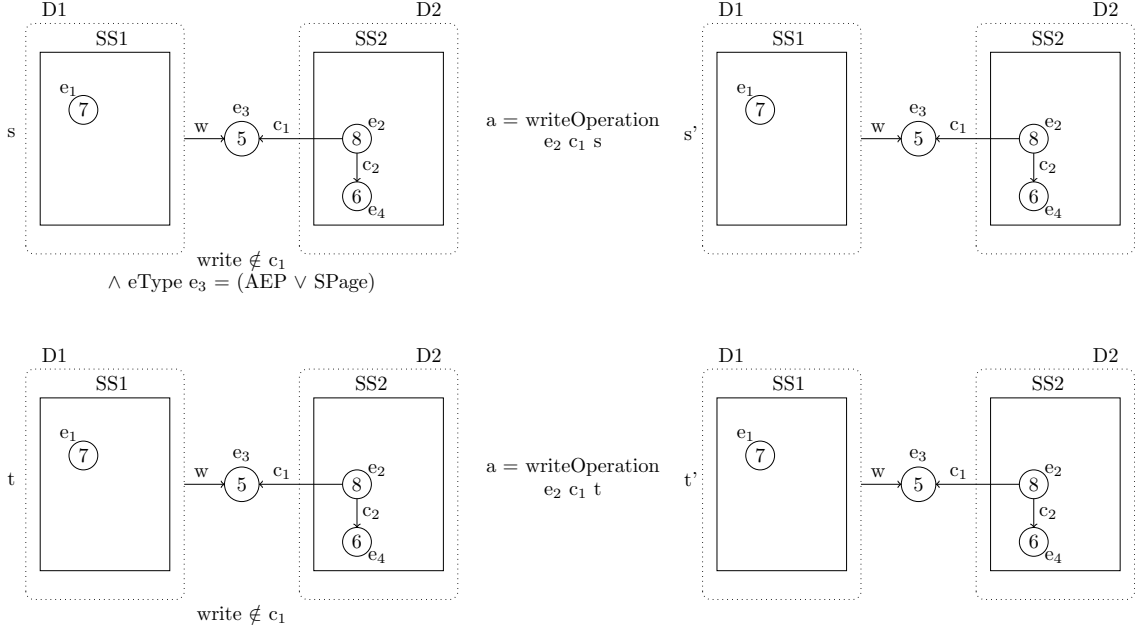 D1 D2 D1 D2
SS1 SS2 SS1 SS2
e₁ e₁
7 7
s w e₃ c₁ e₂ a = writeOperation s' w e₃ c₁ e₂
5 8 e₂ c₁ s 5 8
c₂ c₂
6 6
e₄ e₄
write ∉ c₁
∧ eType e₃ = (AEP ∨ SPage)
D1 D2 D1 D2
SS1 SS2 SS1 SS2
e₁ e₁
7 7
t w e₃ c₁ e₂ a = writeOperation t' w e₃ c₁ e₂
5 8 e₂ c₁ t 5 8
c₂ c₂
6 6
e₄ e₄
write ∉ c₁